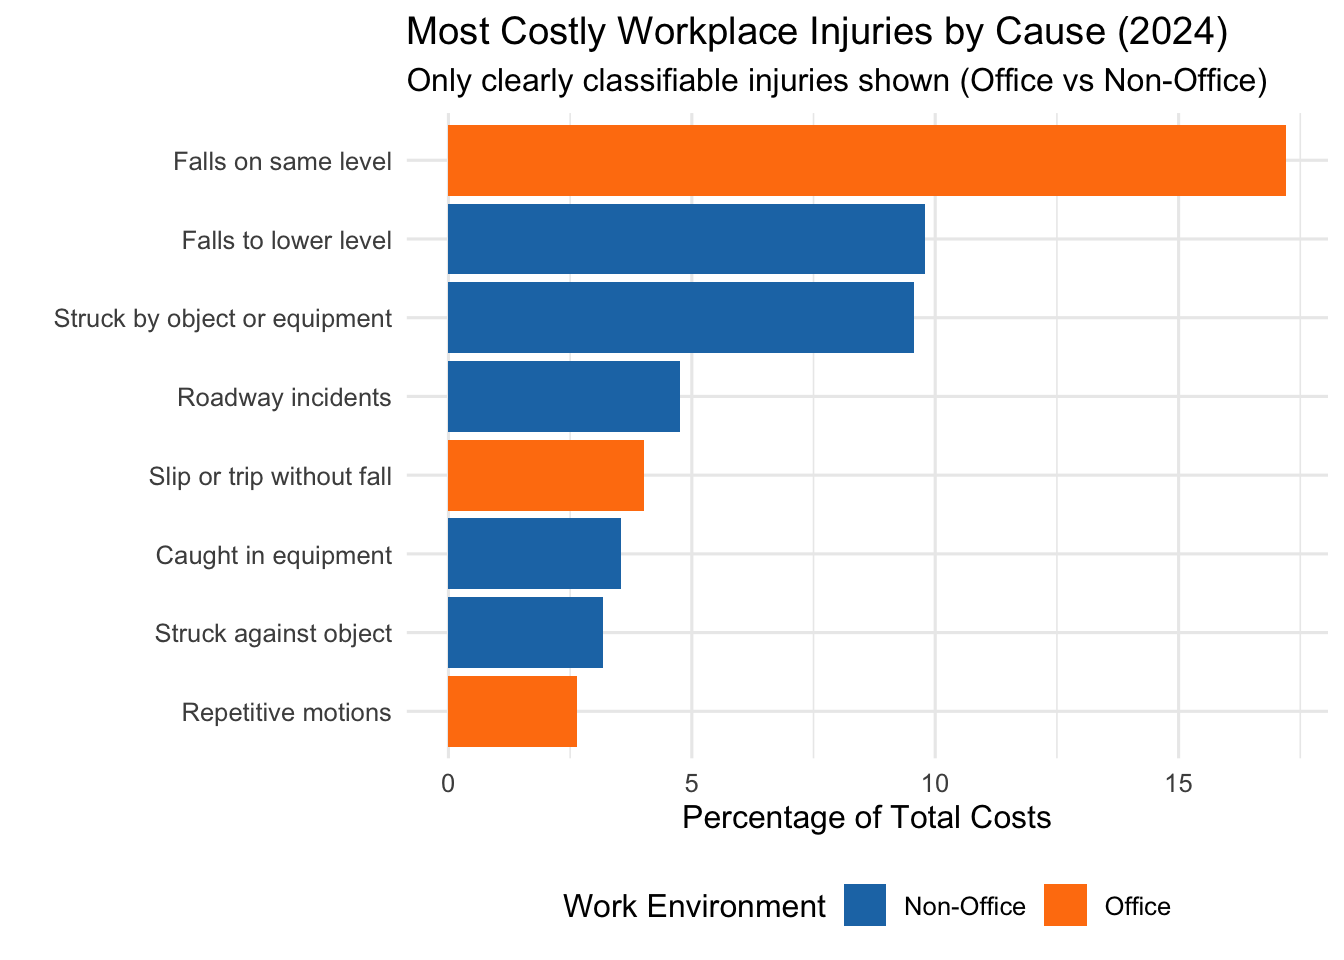 Most Costly Workplace Injuries by Cause (2024)
Only clearly classifiable injuries shown (Office vs Non-Office)
Falls on same level
Falls to lower level
Struck by object or equipment
Roadway incidents
Slip or trip without fall
Caught in equipment
Struck against object
Repetitive motions
0 5 10 15
Percentage of Total Costs
Work Environment Non-Office Office